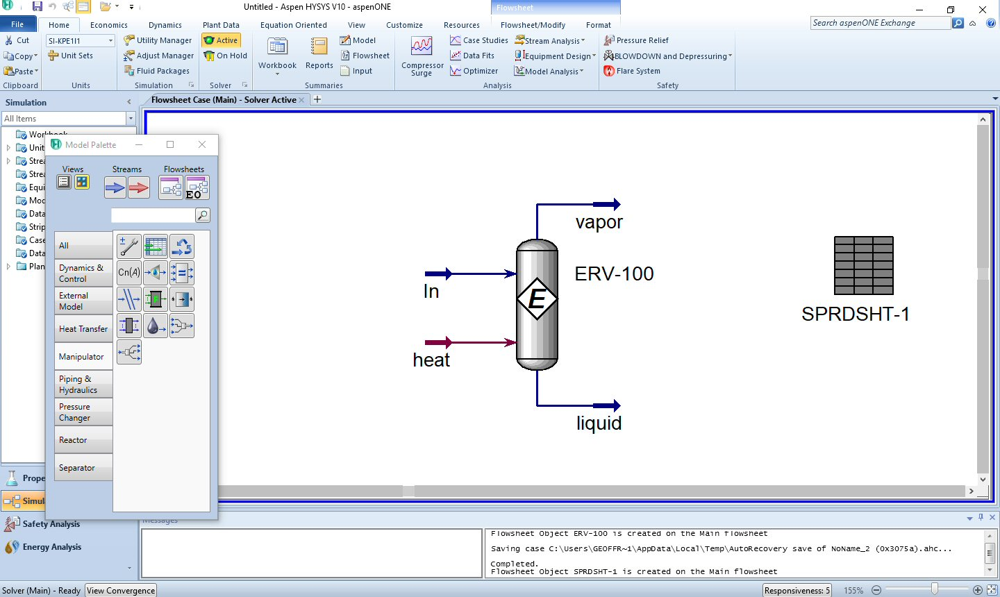 Untitled - Aspen HYSYS V10 - aspenONE
Flowsheet
File
Home
Economics
Dynamics
Plant Data
Equation Oriented
View
Customize
Resources
Flowsheet/Modify
Format
Search aspenONE Exchange
Cut
Copy
Paste
Clipboard
SI-KPE1I1
Unit Sets
Units
Utility Manager
Adjust Manager
Fluid Packages
Simulation
Active
On Hold
Solver
Workbook
Reports
Model
Flowsheet
Input
Summaries
Compressor
Surge
Case Studies
Data Fits
Optimizer
Stream Analysis
Equipment Design
Model Analysis
Analysis
Pressure Relief
BLOWDOWN and Depressuring
Flare System
Safety
Simulation
All Items
Flowsheet Case (Main) - Solver Active
Workbook
Unit
Strea
Strea
Equi
Mod
Data
Strip
Case
Data
Plan
Model Palette
Views
Streams
Flowsheets
EO
All
Dynamics &
Control
External
Model
Heat Transfer
Manipulator
Piping &
Hydraulics
Pressure
Changer
Reactor
Separator
Cn(A)
vapor
In
ERV-100
E
heat
liquid
SPRDSHT-1
Prope
Simul
Safety Analysis
Energy Analysis
Messages
Flowsheet Object ERV-100 is created on the Main flowsheet
Saving case C:\Users\GEOFFR~1\AppData\Local\Temp\AutoRecovery save of NoName_2 (0x3075a).ahc...
Completed.
Flowsheet Object SPRDSHT-1 is created on the Main flowsheet
Solver (Main) - Ready
View Convergence
Responsiveness: 5
155%